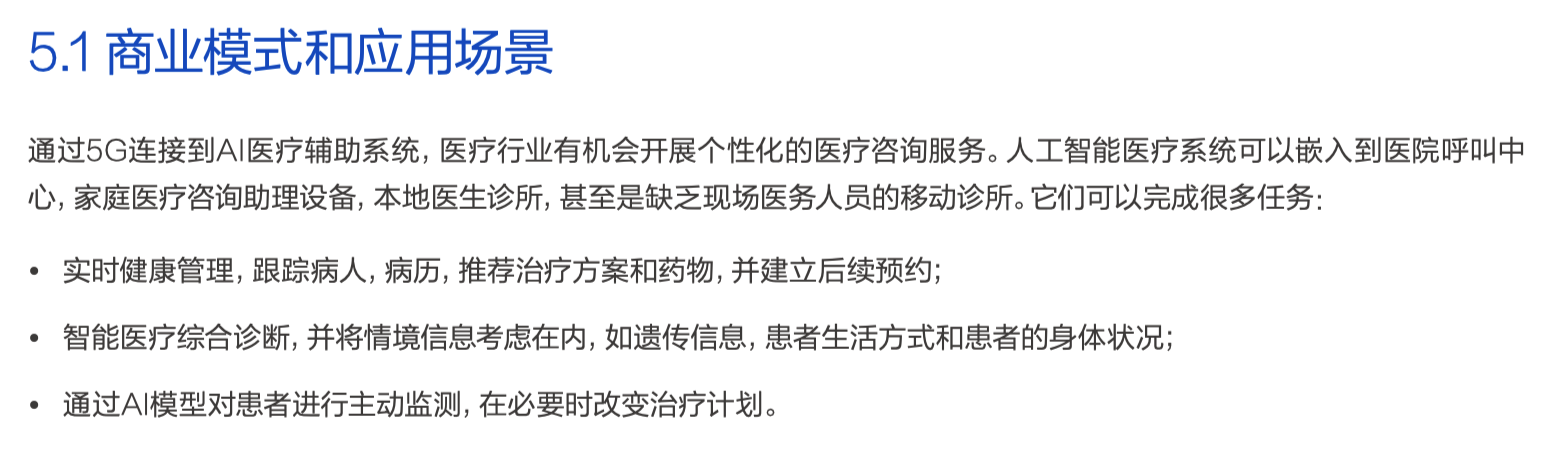 5.1 商业模式和应用场景
通过5G连接到AI医疗辅助系统, 医疗行业有机会开展个性化的医疗咨询服务。人工智能医疗系统可以嵌入到医院呼叫中
心, 家庭医疗咨询助理设备, 本地医生诊所, 甚至是缺乏现场医务人员的移动诊所。它们可以完成很多任务:
• 实时健康管理, 跟踪病人, 病历, 推荐治疗方案和药物, 并建立后续预约;
• 智能医疗综合诊断, 并将情境信息考虑在内, 如遗传信息, 患者生活方式和患者的身体状况;
• 通过AI模型对患者进行主动监测, 在必要时改变治疗计划。